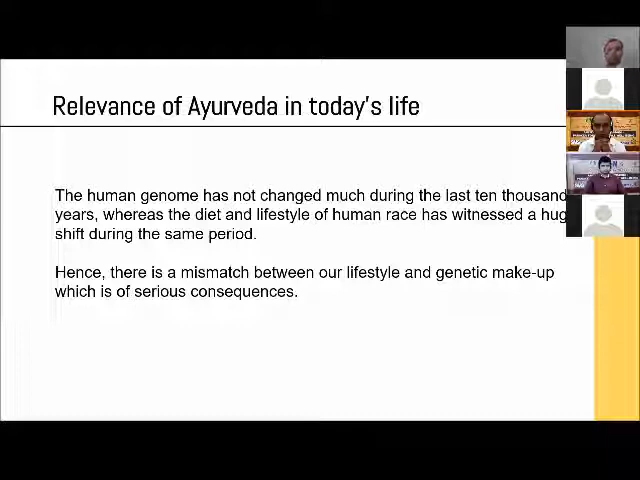 Relevance of Ayurveda in today's life
The human genome has not changed much during the last ten thousand
years, whereas the diet and lifestyle of human race has witnessed a hug
shift during the same period.
Hence, there is a mismatch between our lifestyle and genetic make-up
which is of serious consequences.